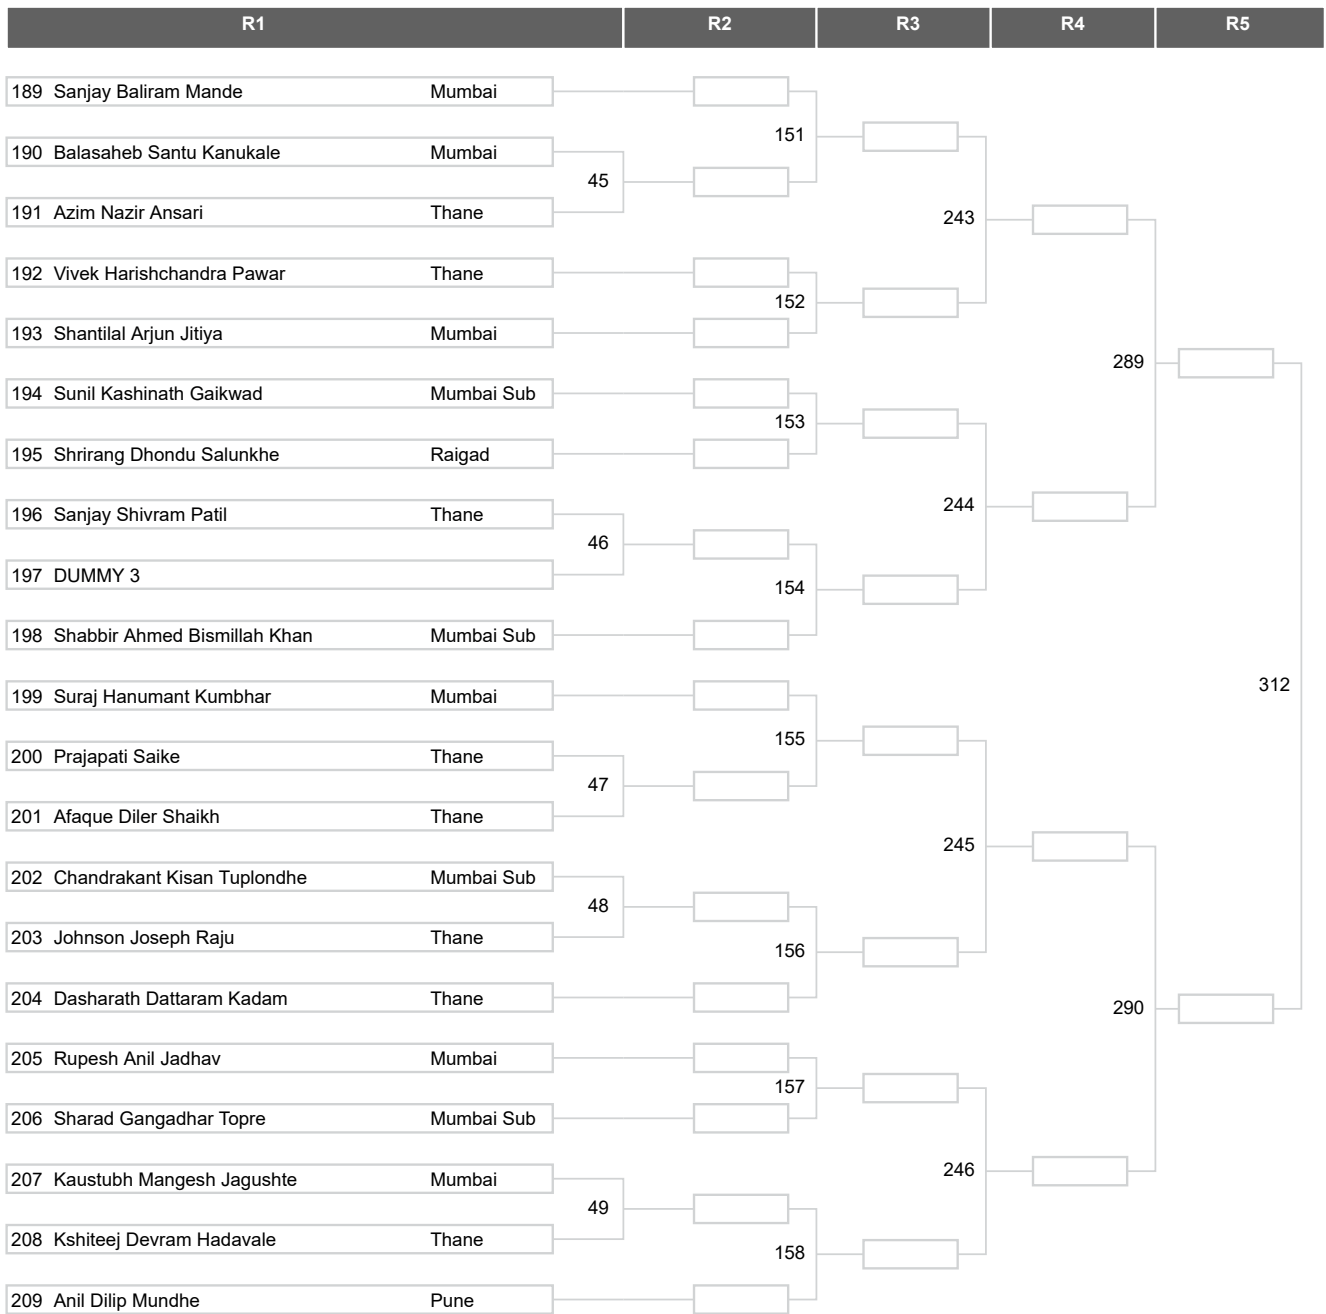 R1 R2 R3 R4 R5
189 Sanjay Baliram Mande Mumbai
151
190 Balasaheb Santu Kanukale Mumbai
45
191 Azim Nazir Ansari Thane
243
192 Vivek Harishchandra Pawar Thane
152
193 Shantilal Arjun Jitiya Mumbai
289
194 Sunil Kashinath Gaikwad Mumbai Sub
153
195 Shrirang Dhondu Salunkhe Raigad
244
196 Sanjay Shivram Patil Thane
46
197 DUMMY 3
154
198 Shabbir Ahmed Bismillah Khan Mumbai Sub
312
199 Suraj Hanumant Kumbhar Mumbai
155
200 Prajapati Saike Thane
47
201 Afaque Diler Shaikh Thane
245
202 Chandrakant Kisan Tuplondhe Mumbai Sub
48
203 Johnson Joseph Raju Thane
156
204 Dasharath Dattaram Kadam Thane
290
205 Rupesh Anil Jadhav Mumbai
157
206 Sharad Gangadhar Topre Mumbai Sub
246
207 Kaustubh Mangesh Jagushte Mumbai
49
208 Kshiteej Devram Hadavale Thane
158
209 Anil Dilip Mundhe Pune